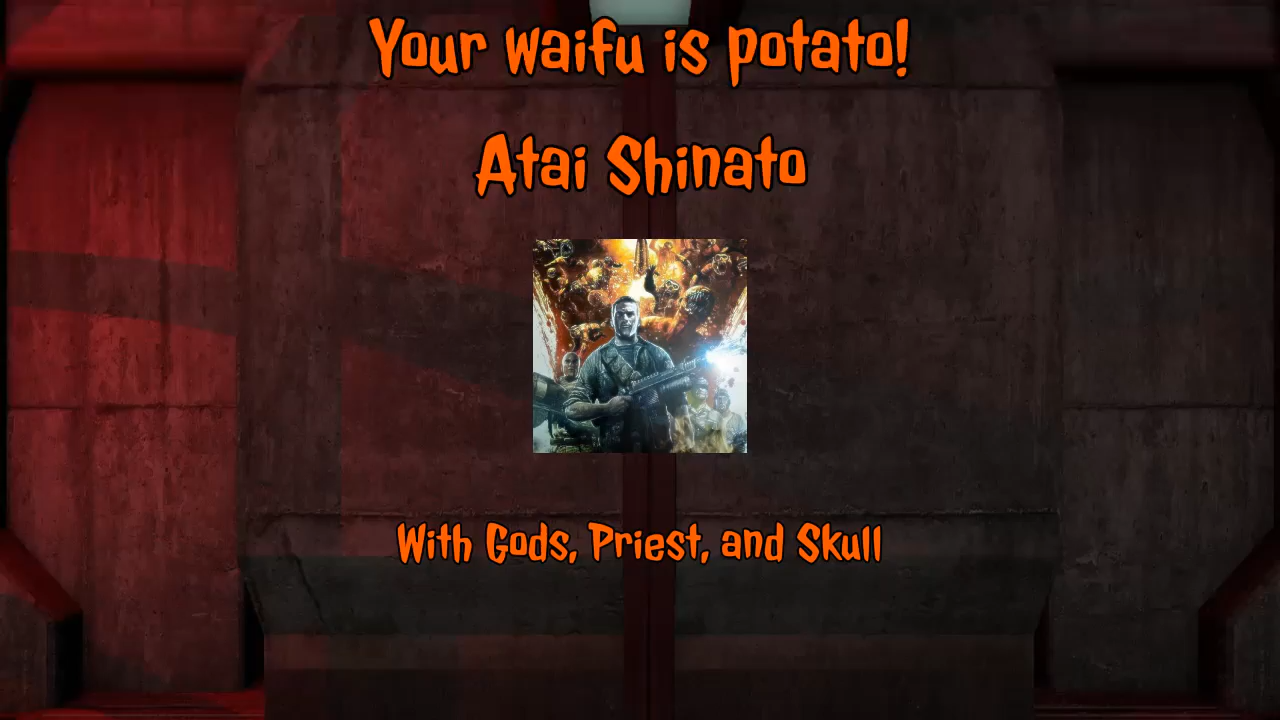 Your waifu is potato!
Atai Shinato
With Gods, Priest, and Skull